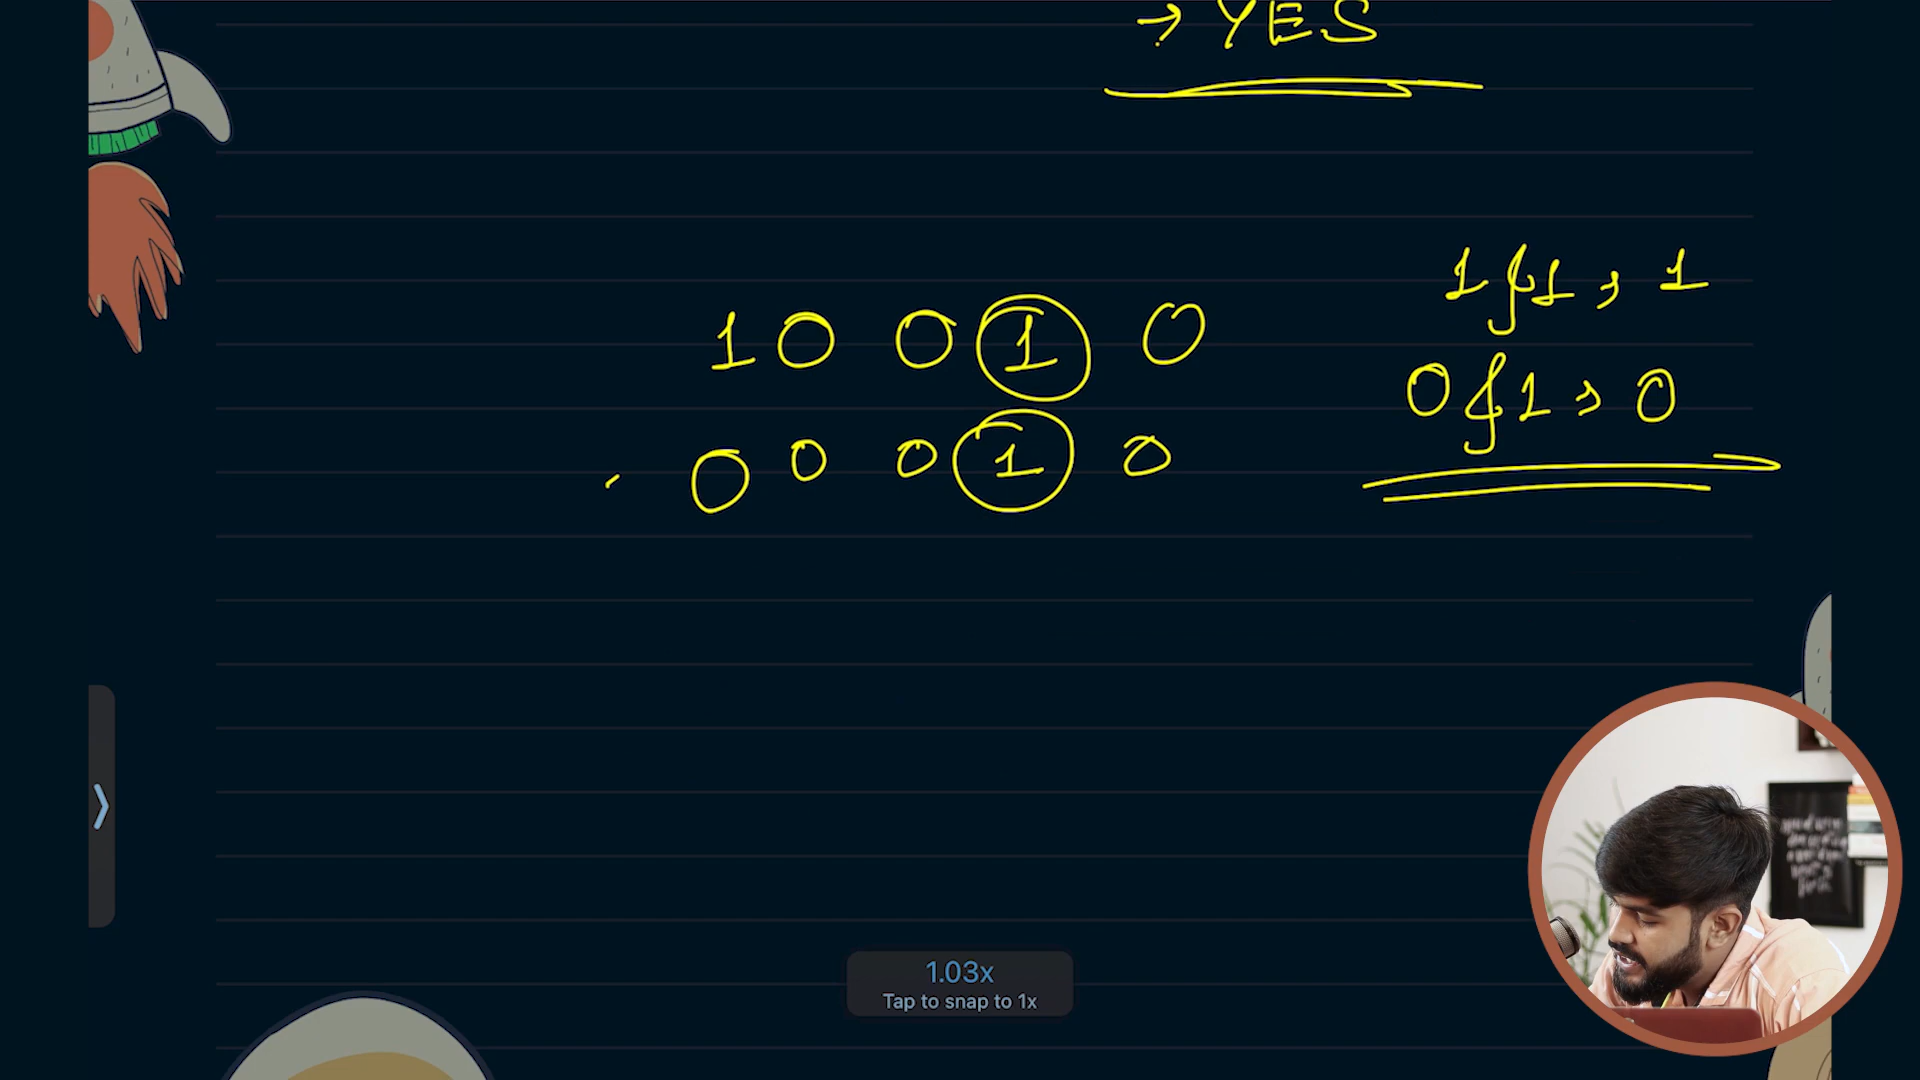 → YES
1 0 0 1 0
0 0 0 1 0
1 & 1 → 1
0 & 1 → 0
1.03x
Tap to snap to 1x